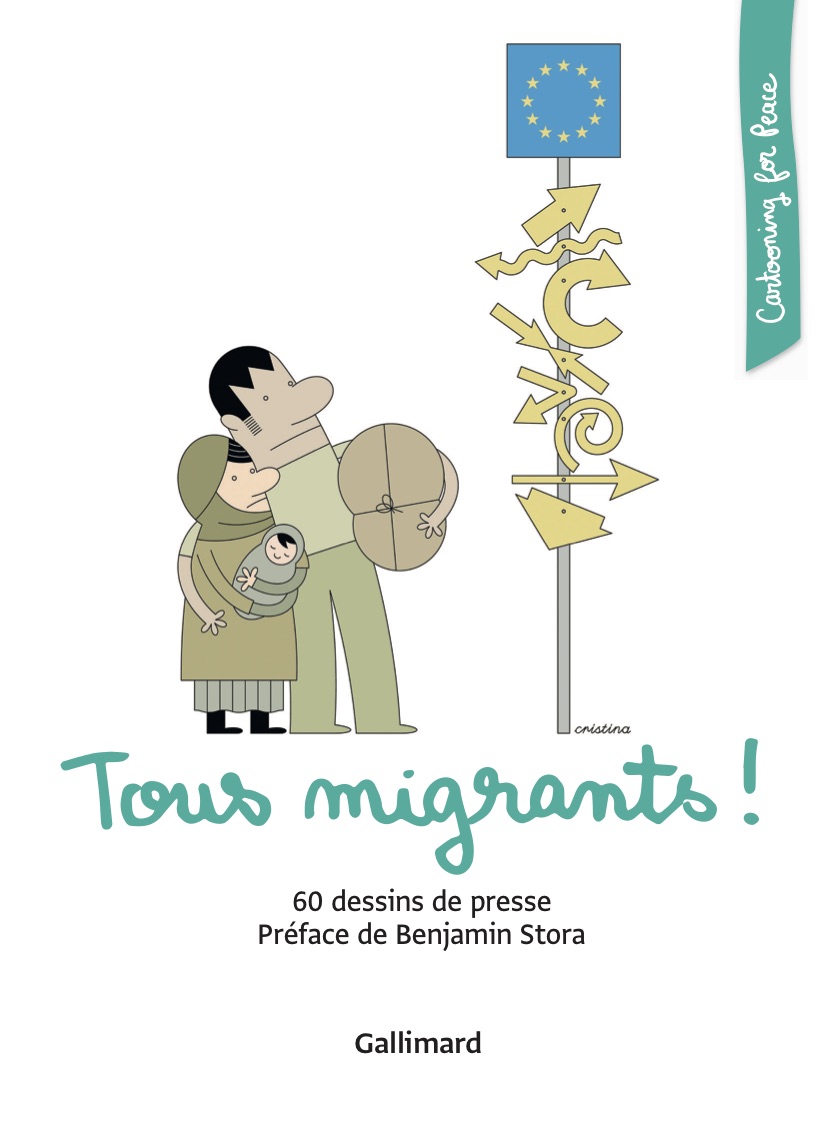 Cartooning for Peace
cristina
Tous migrants !
60 dessins de presse
Préface de Benjamin Stora
Gallimard